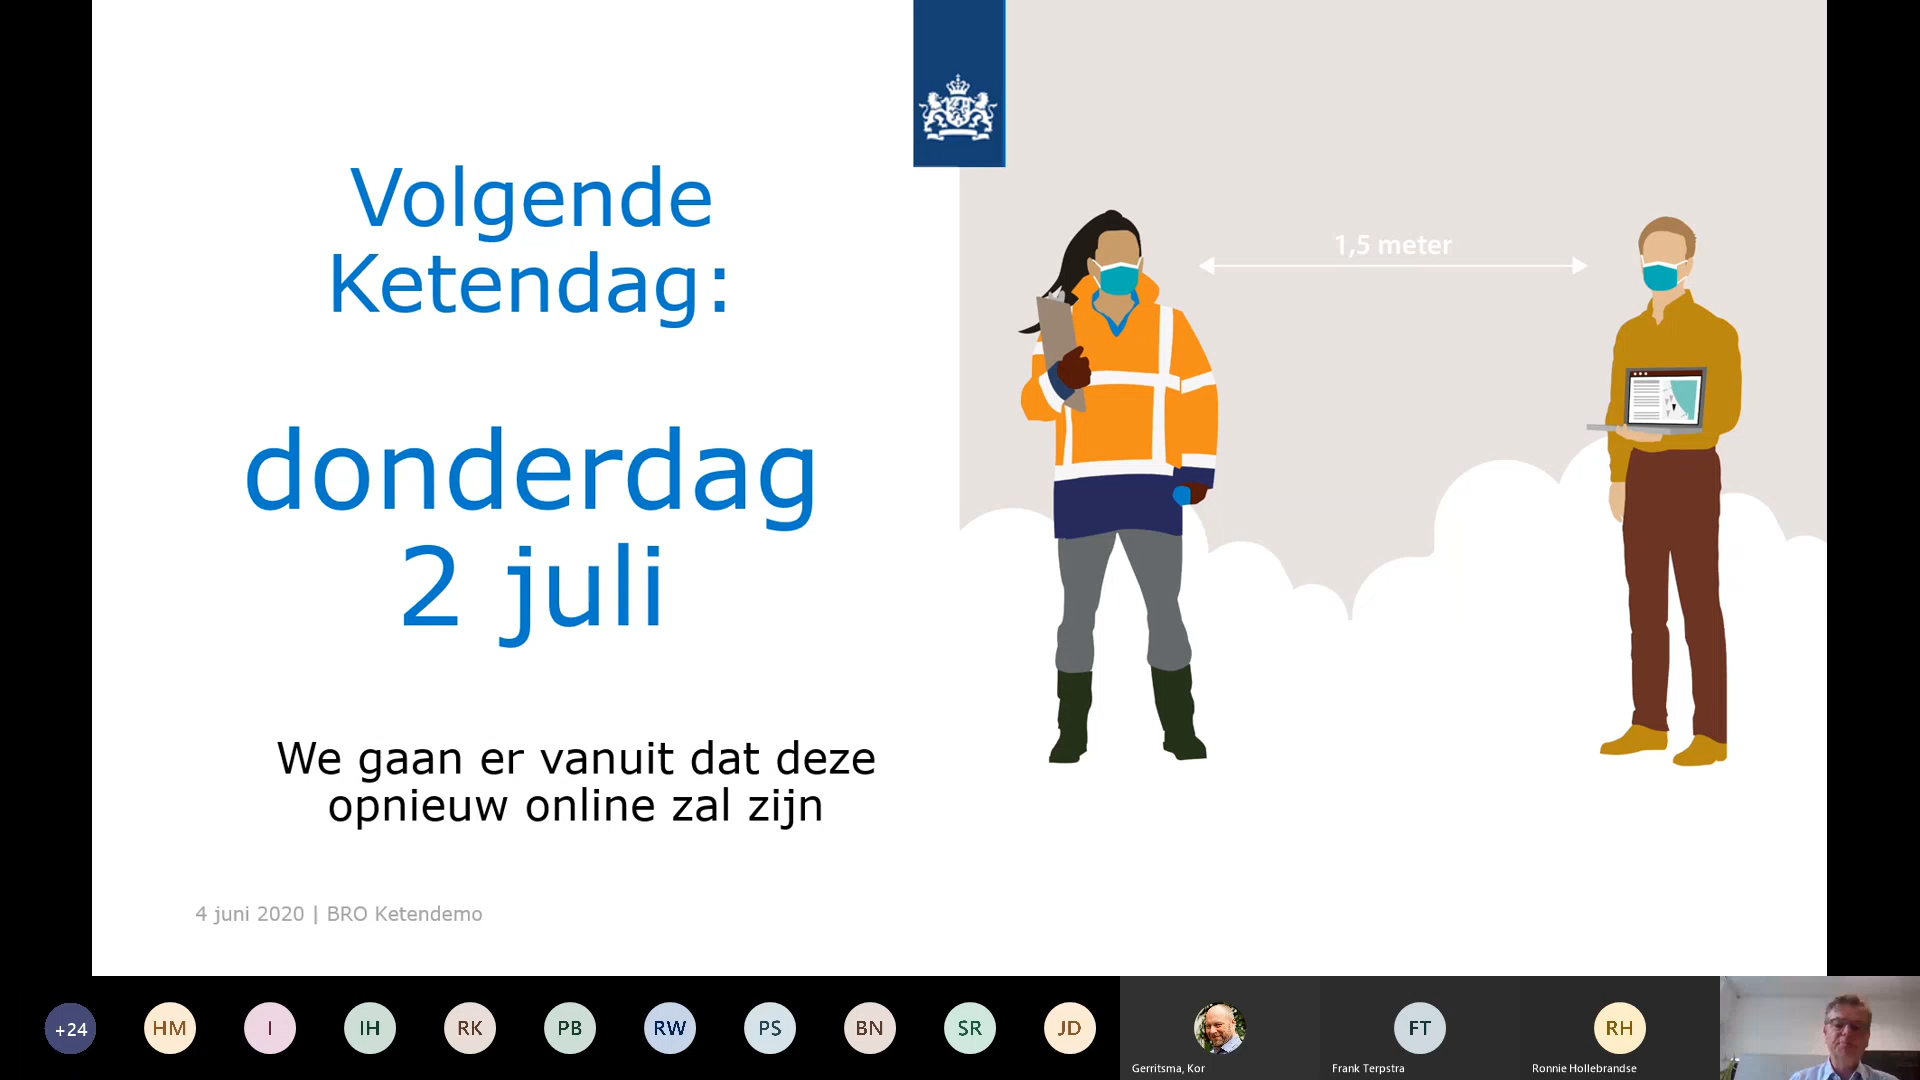 Volgende
Ketendag:
donderdag
2 juli
We gaan er vanuit dat deze
opnieuw online zal zijn
4 juni 2020 | BRO Ketendemo
1,5 meter
+24
HM
I
IH
RK
PB
RW
PS
BN
SR
JD
Gerritsma, Kor
FT
Frank Terpstra
RH
Ronnie Hollebrandse